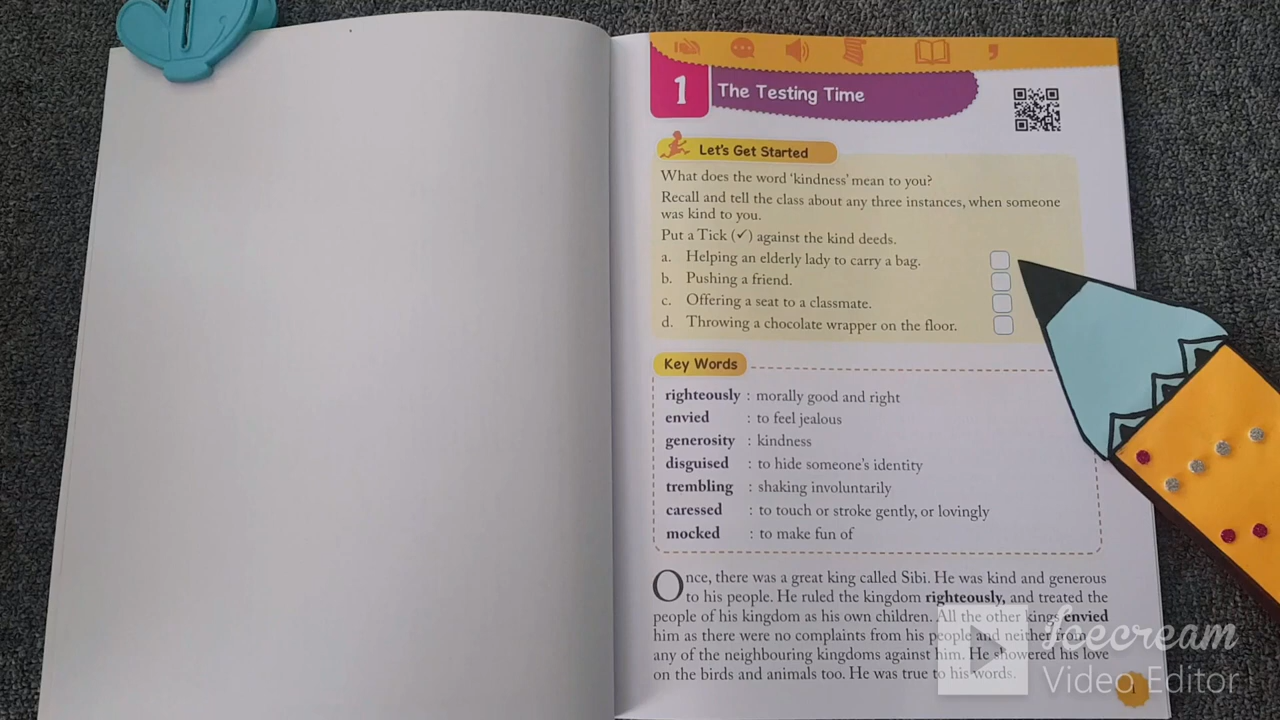 1
The Testing Time
Let's Get Started
What does the word 'kindness' mean to you?
Recall and tell the class about any three instances, when someone
was kind to you.
Put a Tick (✓) against the kind deeds.
a. Helping an elderly lady to carry a bag.
b. Pushing a friend.
c. Offering a seat to a classmate.
d. Throwing a chocolate wrapper on the floor.
Key Words
righteously : morally good and right
envied : to feel jealous
generosity : kindness
disguised : to hide someone's identity
trembling : shaking involuntarily
caressed : to touch or stroke gently, or lovingly
mocked : to make fun of
Once, there was a great king called Sibi. He was kind and generous
to his people. He ruled the kingdom righteously, and treated the
people of his kingdom as his own children. All the other kings envied
him as there were no complaints from his people and neither from
any of the neighbouring kingdoms against him. He showered his love
on the birds and animals too. He was true to his words.
Icecream
Video Editor
1